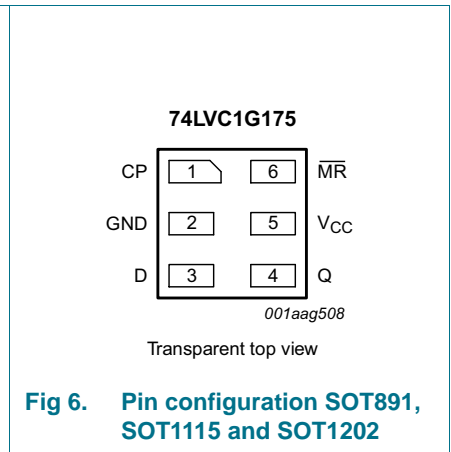 74LVC1G175
CP 1 6 MR
GND 2 5 VCC
D 3 4 Q
001aag508
Transparent top view
Fig 6. Pin configuration SOT891,
SOT1115 and SOT1202